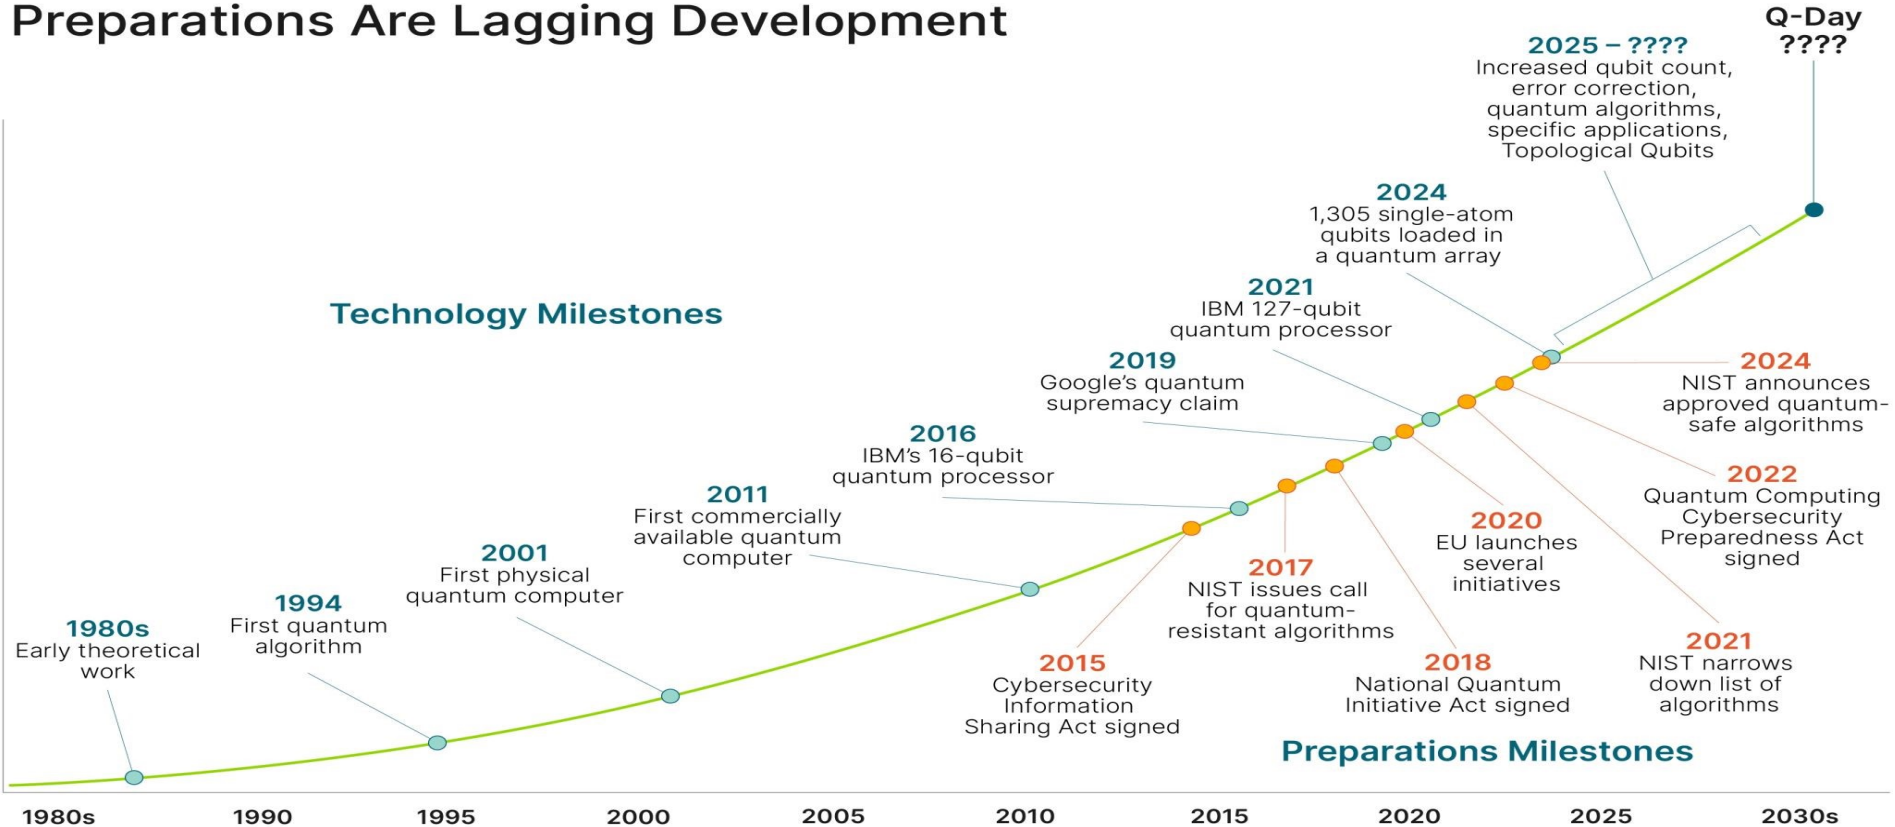 Preparations Are Lagging Development
Q-Day
????
2025 – ????
Increased qubit count,
error correction,
quantum algorithms,
specific applications,
Topological Qubits
2024
1,305 single-atom
qubits loaded in
a quantum array
2021
IBM 127-qubit
quantum processor
Technology Milestones
2019
Google’s quantum
supremacy claim
2016
IBM’s 16-qubit
quantum processor
2011
First commercially
available quantum
computer
2001
First physical
quantum computer
1994
First quantum
algorithm
1980s
Early theoretical
work
2024
NIST announces
approved quantum-
safe algorithms
2022
Quantum Computing
Cybersecurity
Preparedness Act
signed
2020
EU launches
several
initiatives
2017
NIST issues call
for quantum-
resistant algorithms
2021
NIST narrows
down list of
algorithms
2018
National Quantum
Initiative Act signed
2015
Cybersecurity
Information
Sharing Act signed
Preparations Milestones
1980s 1990 1995 2000 2005 2010 2015 2020 2025 2030s